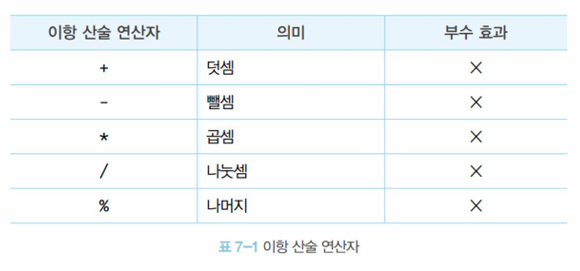 이항 산술 연산자 의미 부수 효과
+ 덧셈 ×
- 뺄셈 ×
* 곱셈 ×
/ 나눗셈 ×
% 나머지 ×
표 7-1 이항 산술 연산자